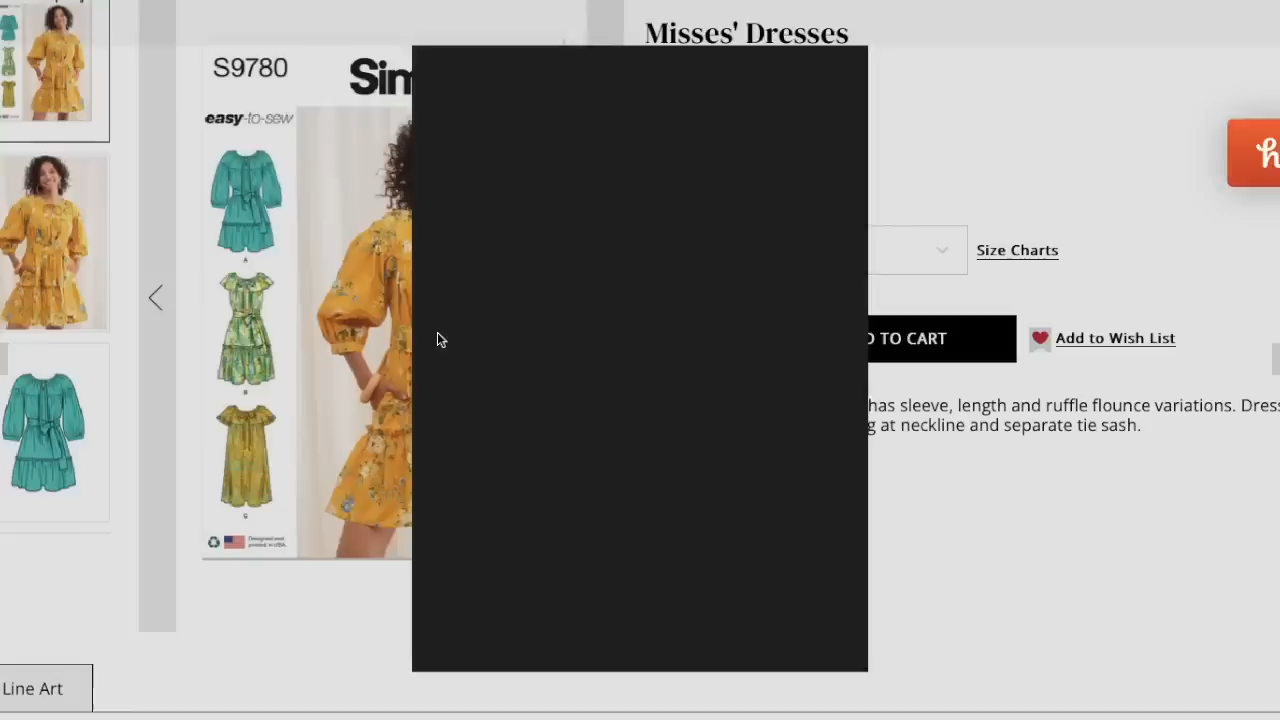 Misses' Dresses
S9780
Sim
easy-to-sew
A
B
C
Size Charts
D TO CART
Add to Wish List
has sleeve, length and ruffle flounce variations. Dress
g at neckline and separate tie sash.
Line Art